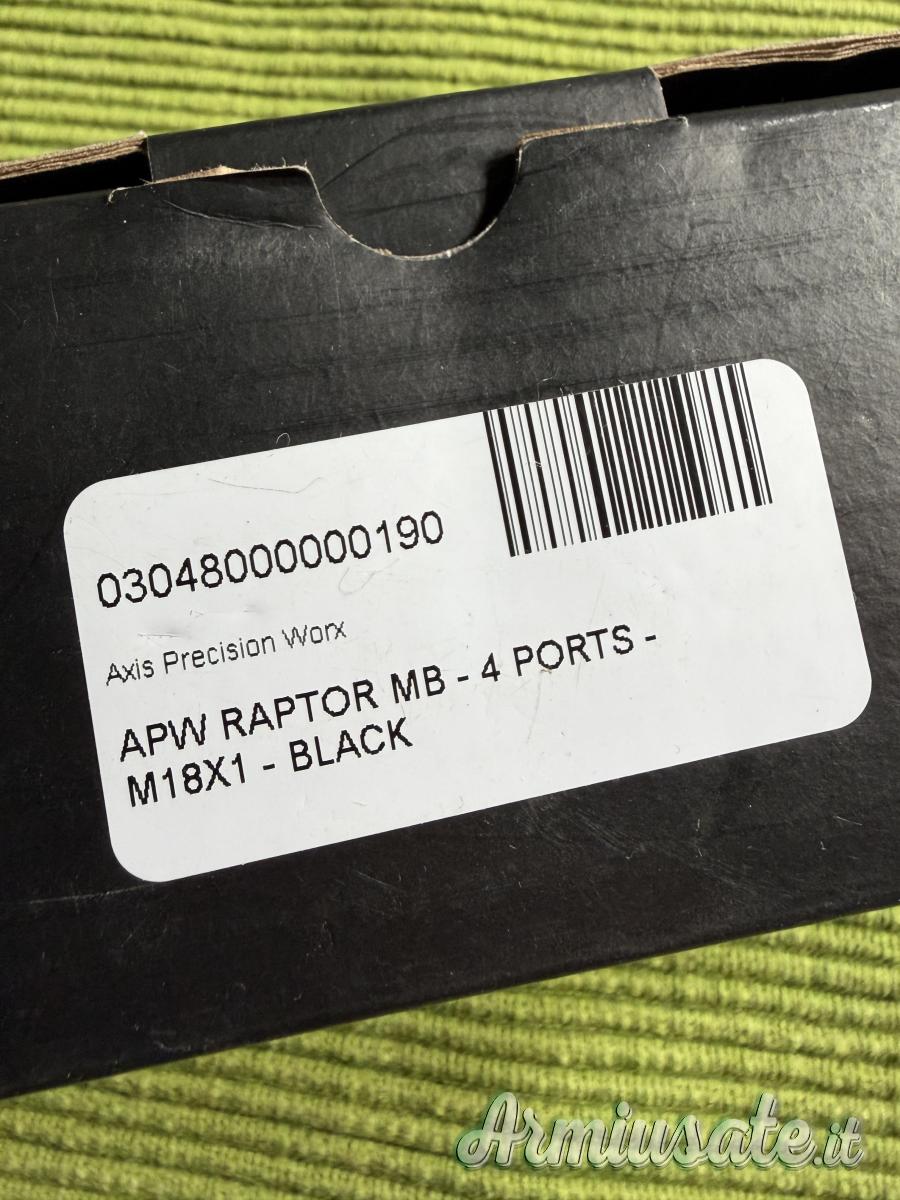 03048000000190
Axis Precision Worx
APW RAPTOR MB - 4 PORTS -
M18X1 - BLACK
Armiusate.it